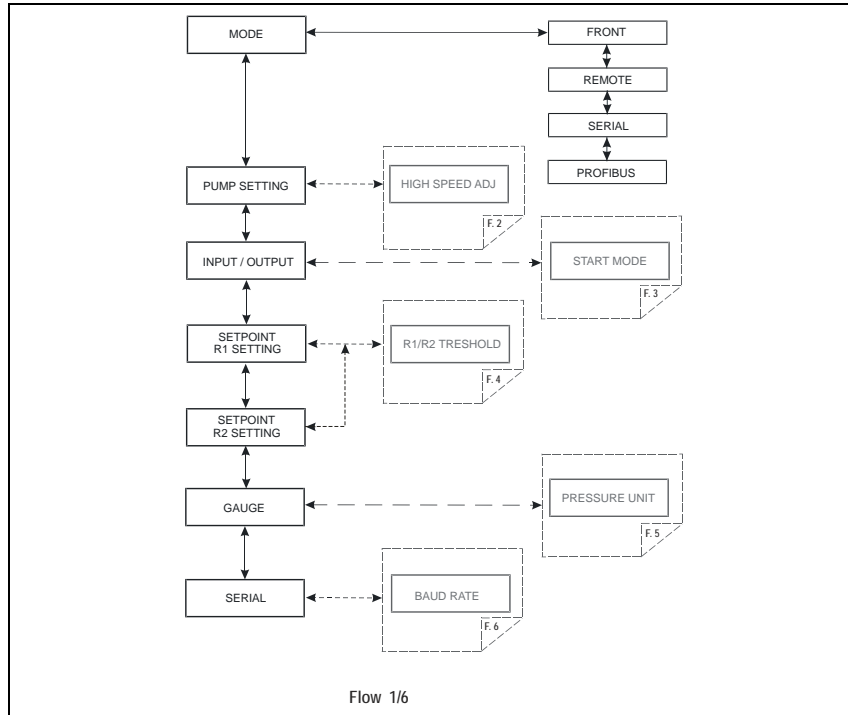 MODE
FRONT
REMOTE
SERIAL
PROFIBUS
PUMP SETTING
HIGH SPEED ADJ
F. 2
INPUT / OUTPUT
START MODE
F. 3
SETPOINT
R1 SETTING
R1/R2 TRESHOLD
F. 4
SETPOINT
R2 SETTING
GAUGE
PRESSURE UNIT
F. 5
SERIAL
BAUD RATE
F. 6
Flow 1/6